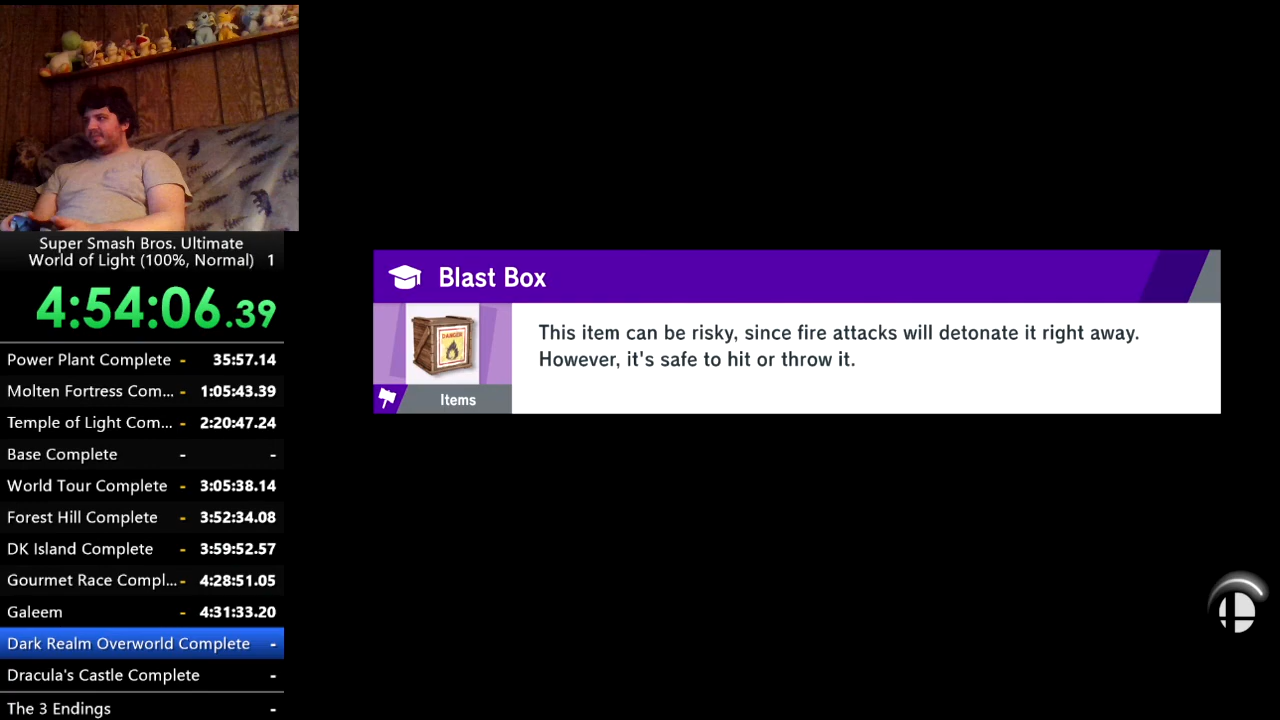 Super Smash Bros. Ultimate
World of Light (100%, Normal) 1
4:54:06.39
Power Plant Complete - 35:57.14
Molten Fortress Com... - 1:05:43.39
Temple of Light Com... - 2:20:47.24
Base Complete - -
World Tour Complete - 3:05:38.14
Forest Hill Complete - 3:52:34.08
DK Island Complete - 3:59:52.57
Gourmet Race Compl... - 4:28:51.05
Galeem - 4:31:33.20
Dark Realm Overworld Complete -
Dracula's Castle Complete -
The 3 Endings -
Blast Box
DANGER
Items
This item can be risky, since fire attacks will detonate it right away.
However, it's safe to hit or throw it.